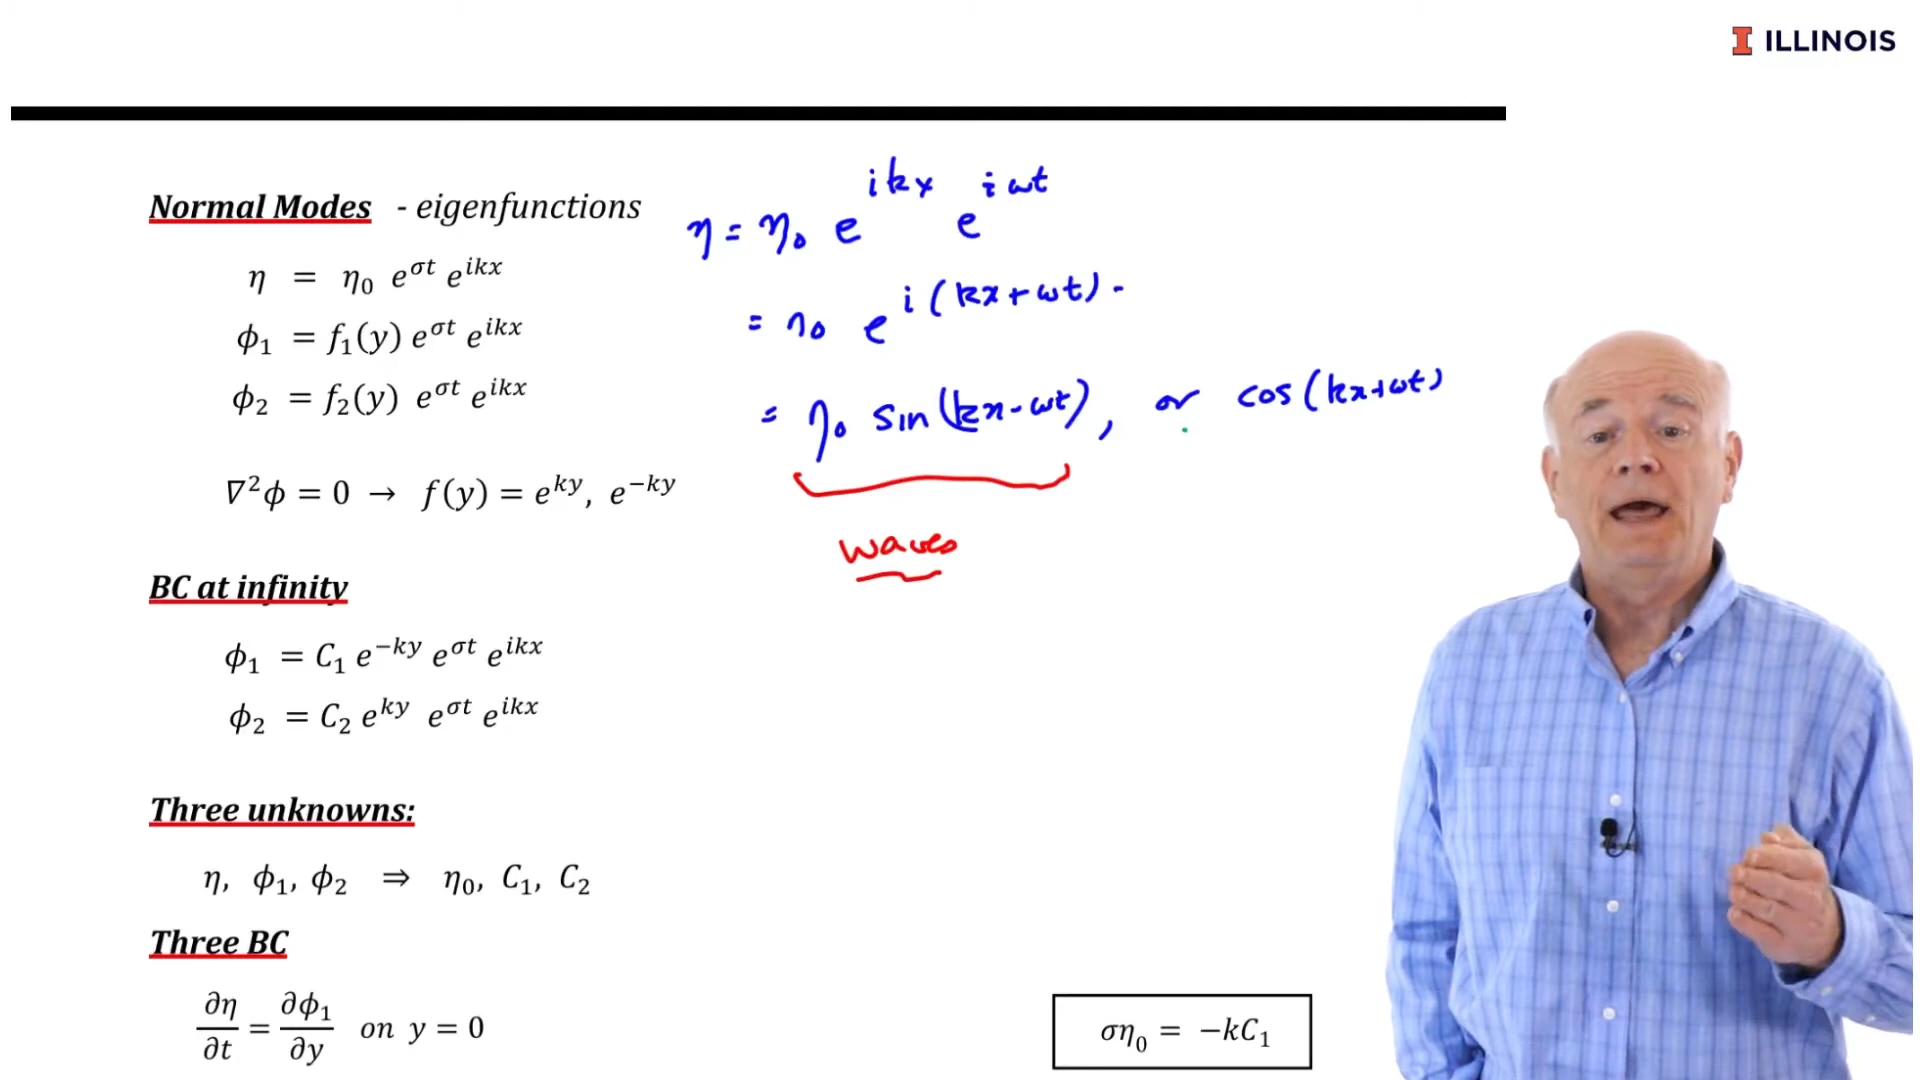 ILLINOIS
Normal Modes - eigenfunctions
η = η₀ e^{σt} e^{ikx}
ϕ₁ = f₁(y) e^{σt} e^{ikx}
ϕ₂ = f₂(y) e^{σt} e^{ikx}
∇²ϕ = 0 → f(y) = e^{ky}, e^{−ky}
η = η₀ e^{ikx} e^{iωt}
= η₀ e^{i(kx+ωt)} -
= η₀ sin(kx-ωt), or cos(kx+ωt)
waves
BC at infinity
ϕ₁ = C₁ e^{−ky} e^{σt} e^{ikx}
ϕ₂ = C₂ e^{ky} e^{σt} e^{ikx}
Three unknowns:
η, ϕ₁, ϕ₂ ⇒ η₀, C₁, C₂
Three BC
∂η/∂t = ∂ϕ₁/∂y on y = 0
ση₀ = −kC₁